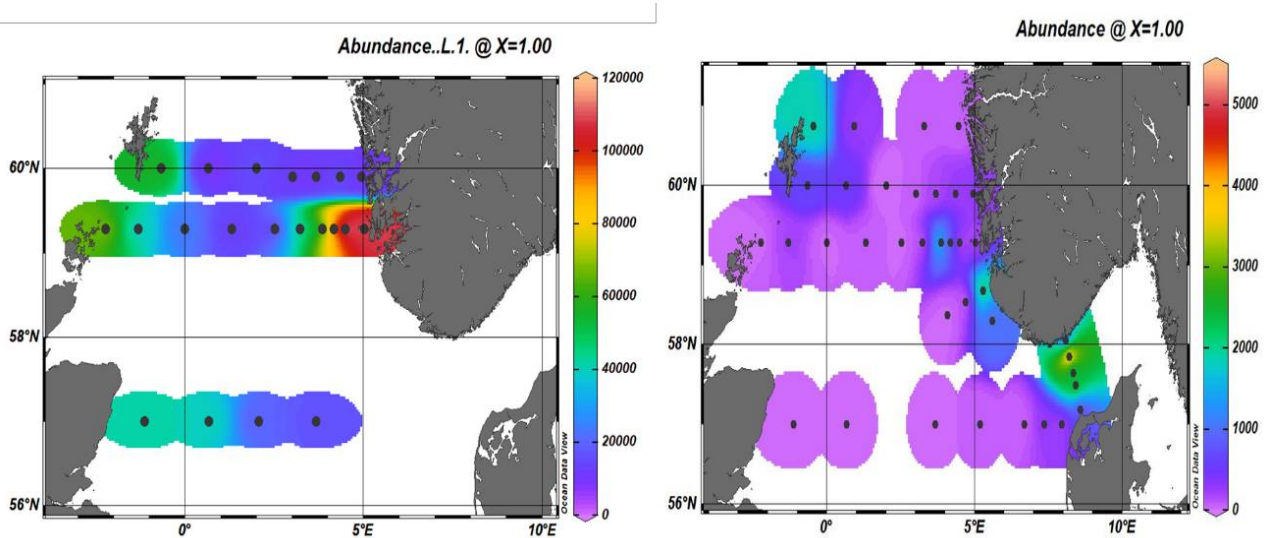 Abundance..L.1. @ X=1.00
120000
100000
80000
60000
40000
20000
0
60°N
58°N
56°N
0°
5°E
10°E
Ocean Data View
Abundance @ X=1.00
5000
4000
3000
2000
1000
0
60°N
58°N
56°N
0°
5°E
10°E
Ocean Data View